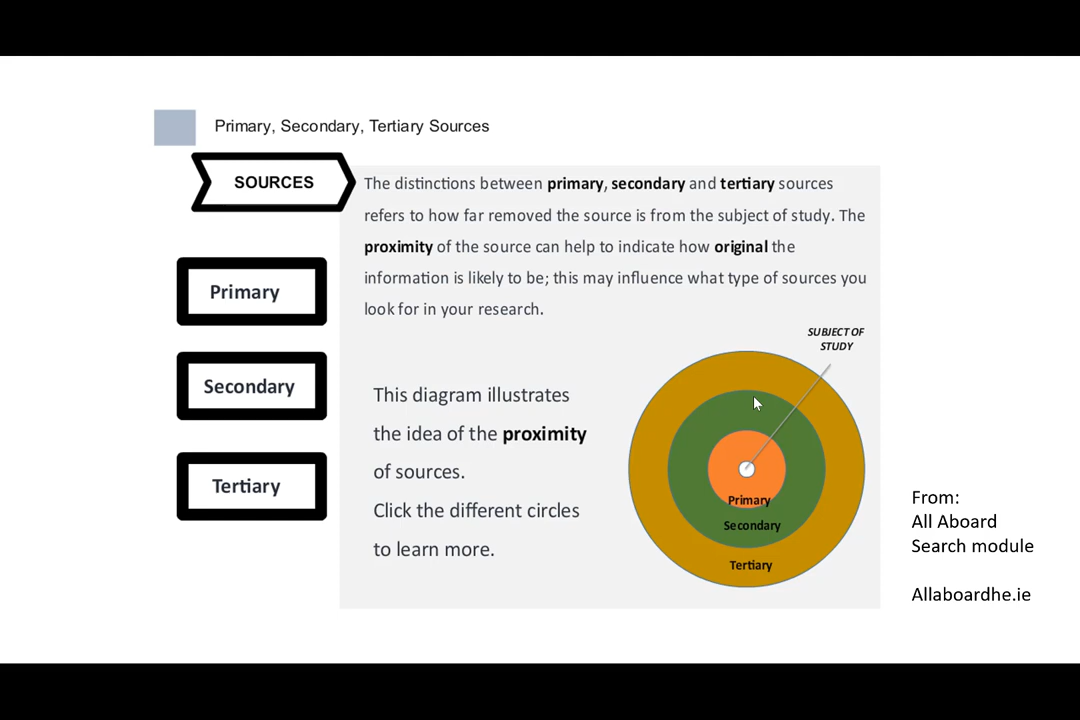 Primary, Secondary, Tertiary Sources
SOURCES
The distinctions between primary, secondary and tertiary sources
refers to how far removed the source is from the subject of study. The
proximity of the source can help to indicate how original the
information is likely to be; this may influence what type of sources you
look for in your research.
Primary
Secondary
Tertiary
This diagram illustrates
the idea of the proximity
of sources.
Click the different circles
to learn more.
SUBJECT OF
STUDY
Primary
Secondary
Tertiary
From:
All Aboard
Search module
Allaboardhe.ie